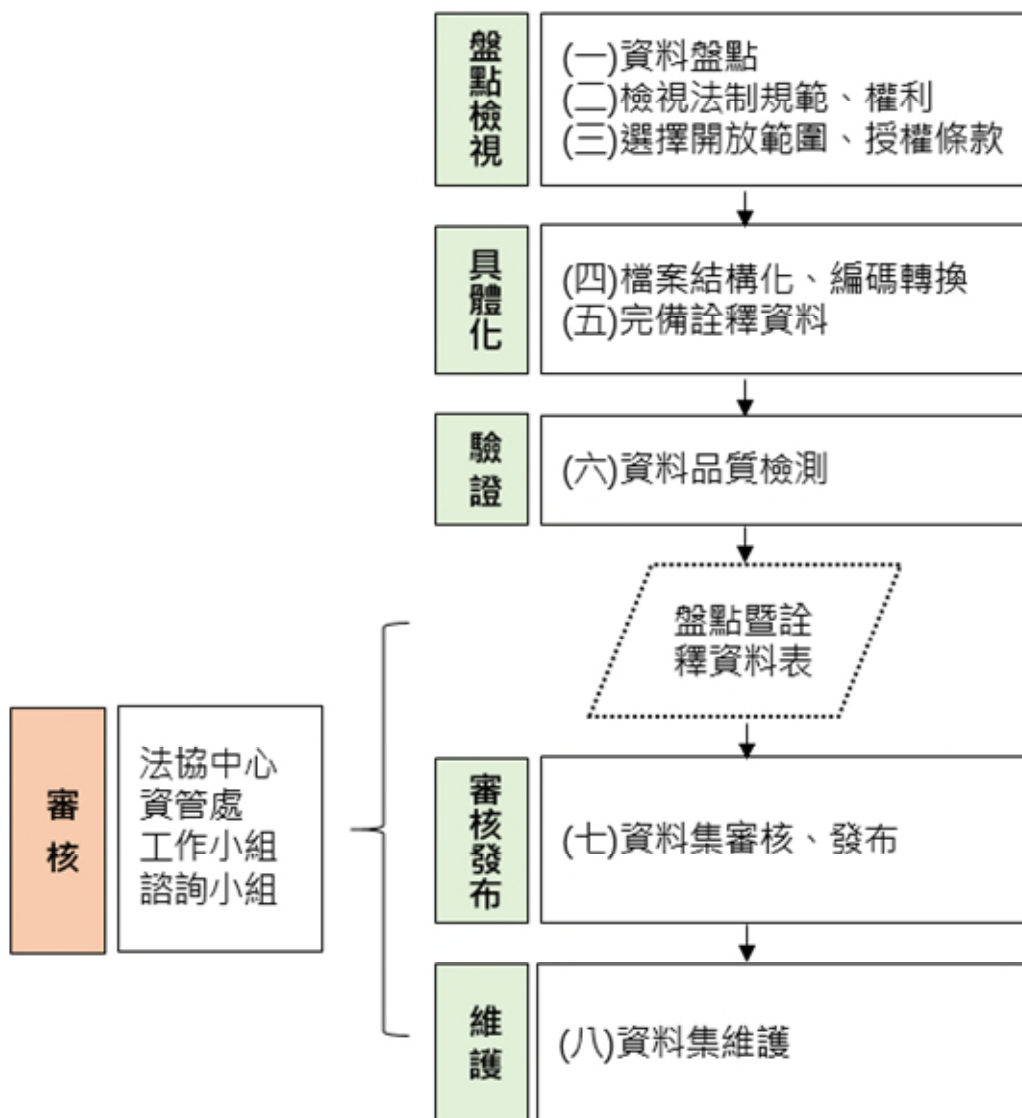 盤點檢視
(一)資料盤點
(二)檢視法制規範、權利
(三)選擇開放範圍、授權條款
具體化
(四)檔案結構化、編碼轉換
(五)完備詮釋資料
驗證
(六)資料品質檢測
盤點暨詮
釋資料表
審核
法協中心
資管處
工作小組
諮詢小組
審核發布
(七)資料集審核、發布
維護
(八)資料集維護